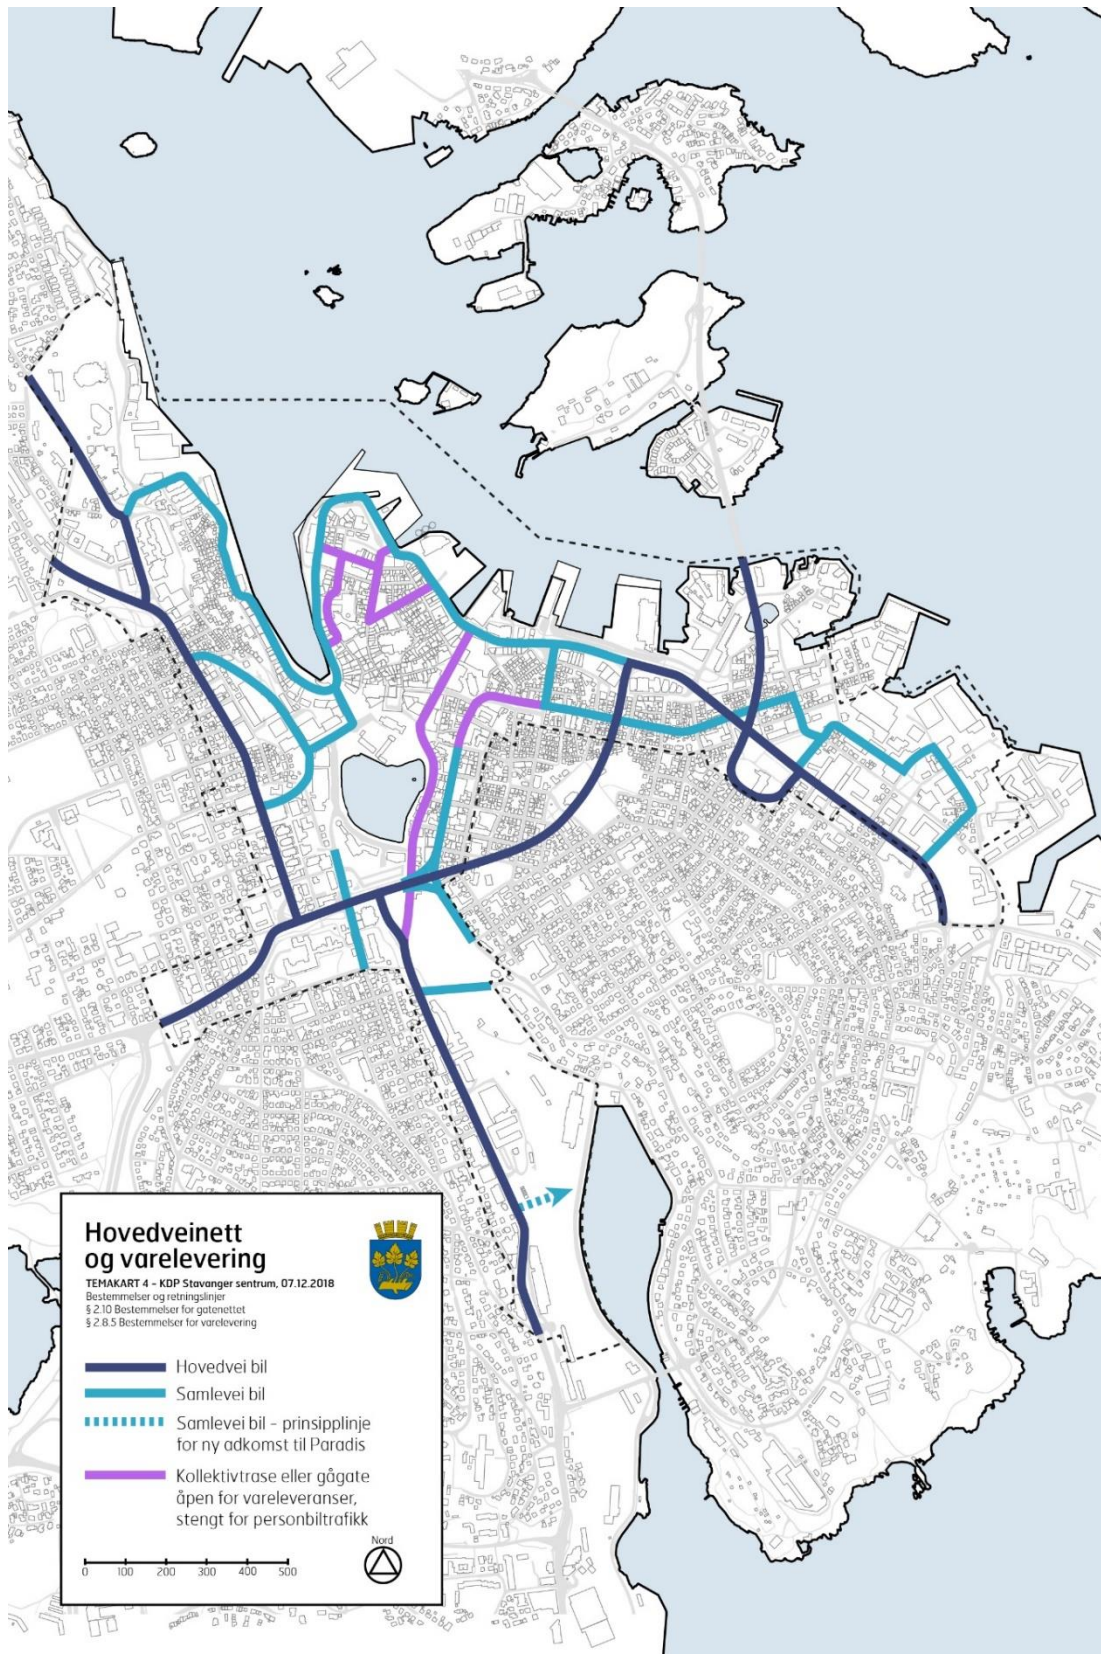 Hovedveinett
og varelevering
TEMAKART 4 - KDP Stavanger sentrum, 07.12.2018
Bestemmelser og retningslinjer
§ 2.10 Bestemmelser for gatenettet
§ 2.8.5 Bestemmelser for varelevering
Hovedvei bil
Samlevei bil
Samlevei bil - prinsipplinje
for ny adkomst til Paradis
Kollektivtrase eller gågate
åpen for vareleveranser,
stengt for personbiltrafikk
Nord
0 100 200 300 400 500